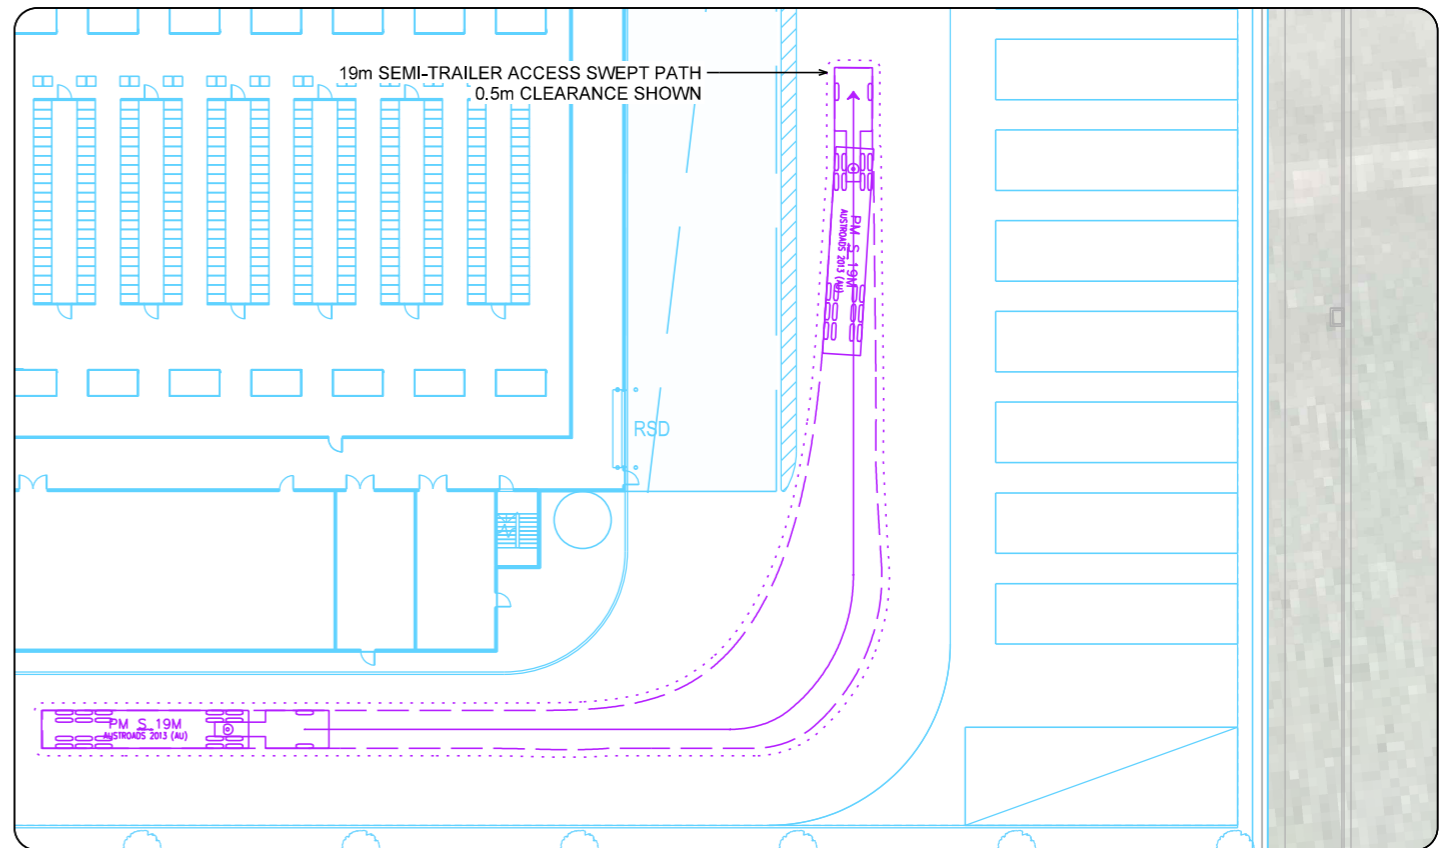 19m SEMI-TRAILER ACCESS SWEPT PATH
0.5m CLEARANCE SHOWN
PM_S_19M
AUSTROADS 2013 (AU)
RSD
PM_S_19M
AUSTROADS 2013 (AU)